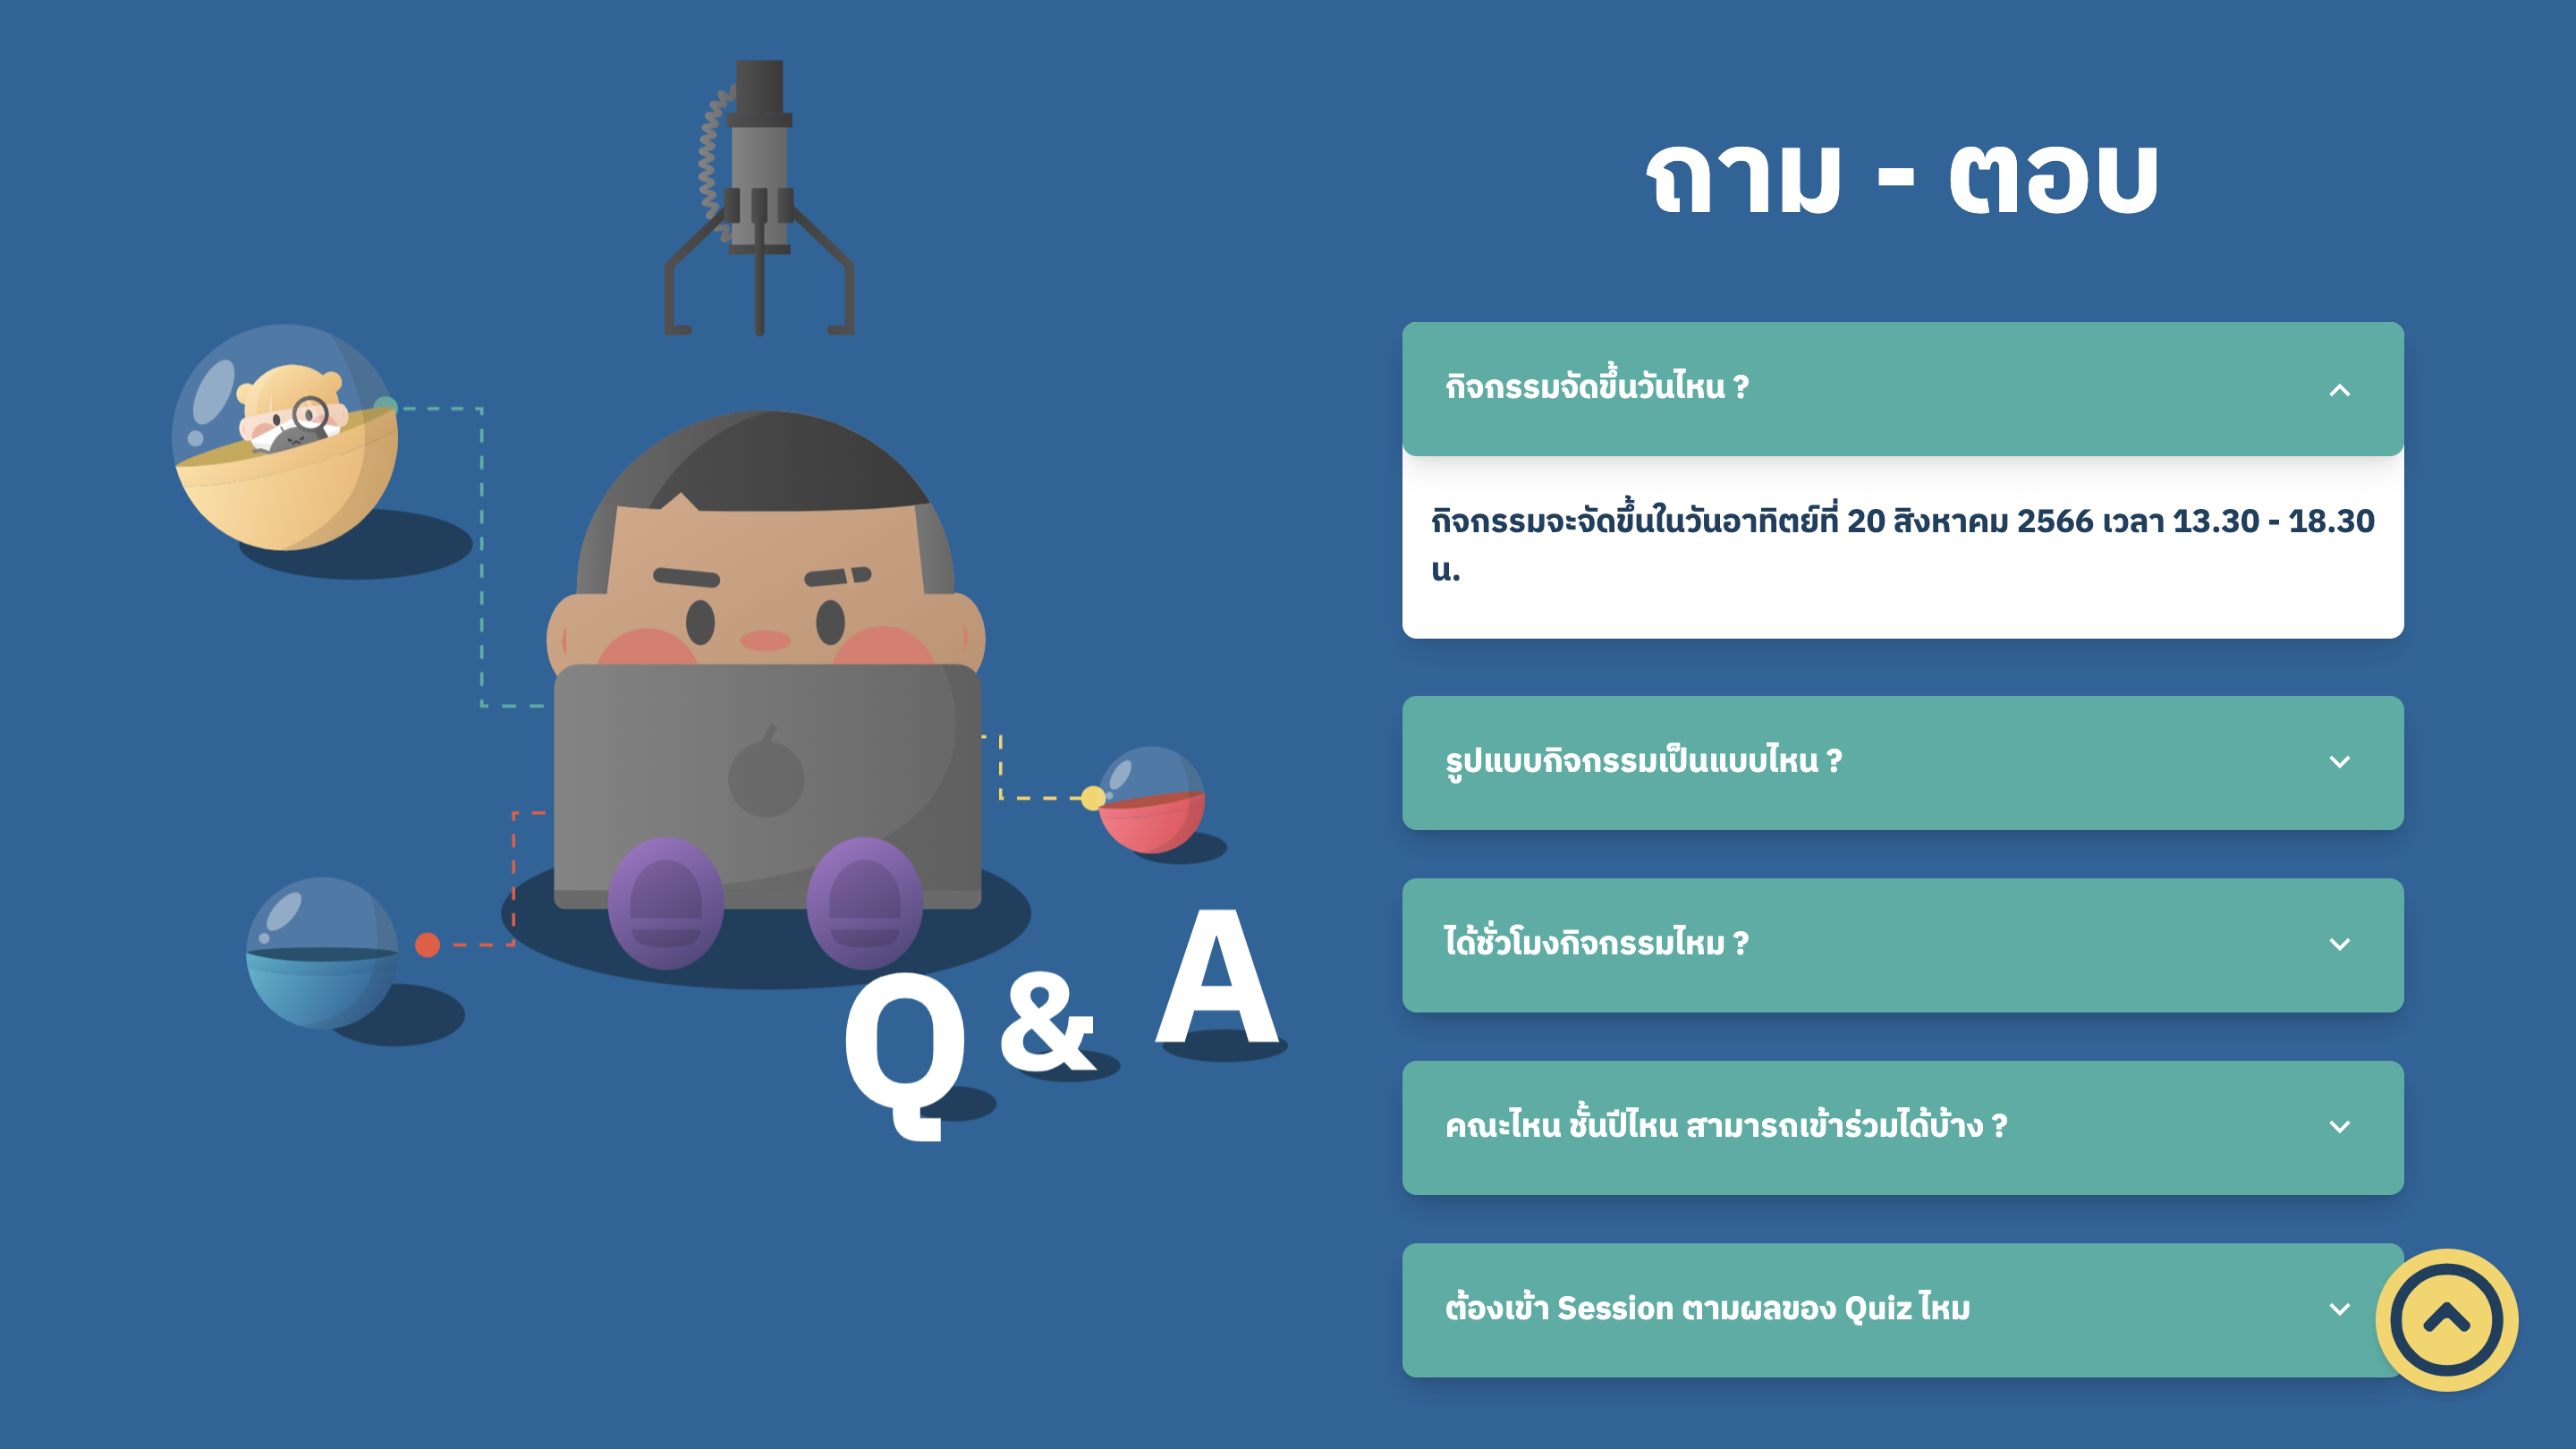 ถาม - ตอบ
กิจกรรมจัดขึ้นวันไหน ?
กิจกรรมจะจัดขึ้นในวันอาทิตย์ที่ 20 สิงหาคม 2566 เวลา 13.30 - 18.30
น.
รูปแบบกิจกรรมเป็นแบบไหน ?
ได้ชั่วโมงกิจกรรมไหม ?
คณะไหน ชั้นปีไหน สามารถเข้าร่วมได้บ้าง ?
ต้องเข้า Session ตามผลของ Quiz ไหม
Q & A